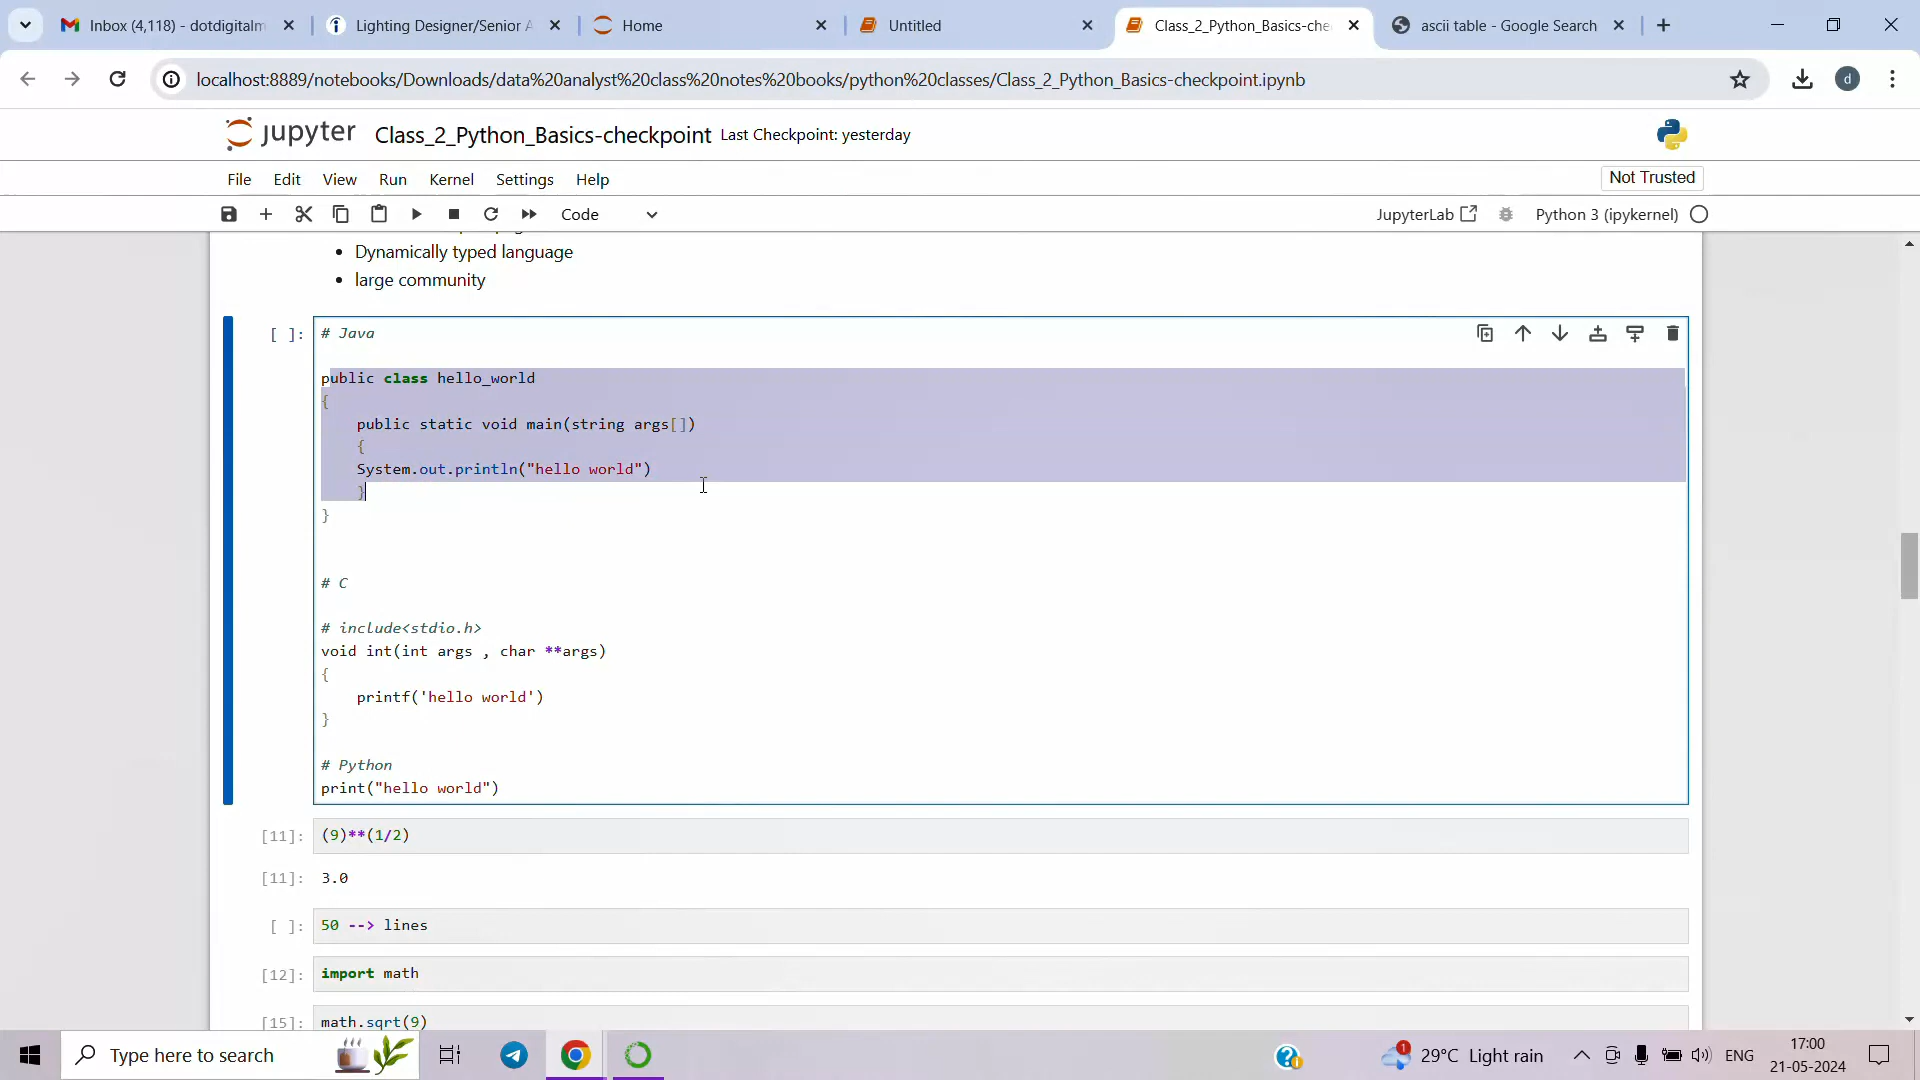 Inbox (4,118) - dotdigitalm
Lighting Designer/Senior A
Home
Untitled
Class_2_Python_Basics-che
ascii table - Google Search
localhost:8889/notebooks/Downloads/data%20analyst%20class%20notes%20books/python%20classes/Class_2_Python_Basics-checkpoint.ipynb
d
jupyter Class_2_Python_Basics-checkpoint Last Checkpoint: yesterday
File Edit View Run Kernel Settings Help
Not Trusted
Code
JupyterLab
Python 3 (ipykernel)
• Dynamically typed language
• large community
[ ]: # Java
public class hello_world
{
public static void main(string args[])
{
System.out.println("hello world")
}
}
# C
# include<stdio.h>
void int(int args , char **args)
{
printf('hello world')
}
# Python
print("hello world")
[11]: (9)**(1/2)
[11]: 3.0
[ ]: 50 --> lines
[12]: import math
[15]: math.sqrt(9)
Type here to search
1
29°C Light rain
ENG
17:00
21-05-2024